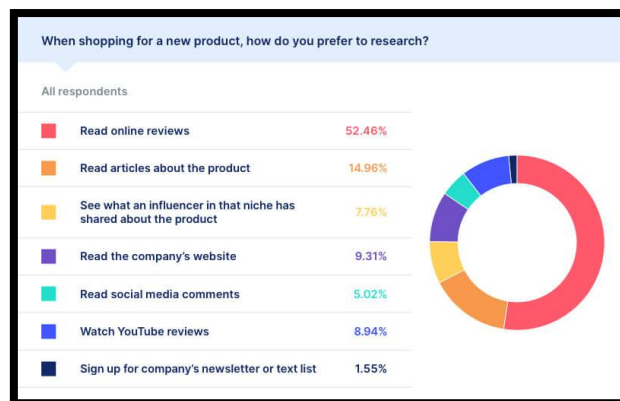 When shopping for a new product, how do you prefer to research?
All respondents
Read online reviews 52.46%
Read articles about the product 14.96%
See what an influencer in that niche has
shared about the product 7.76%
Read the company's website 9.31%
Read social media comments 5.02%
Watch YouTube reviews 8.94%
Sign up for company's newsletter or text list 1.55%